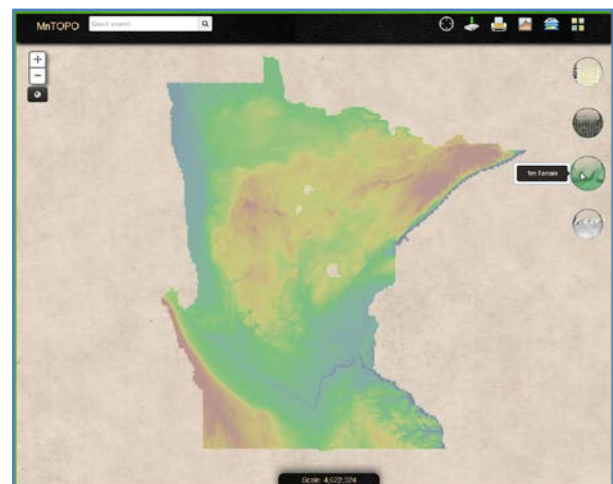 MnTOPO
Quick search
+
−
1m Terrain
Scale: 4,622,324